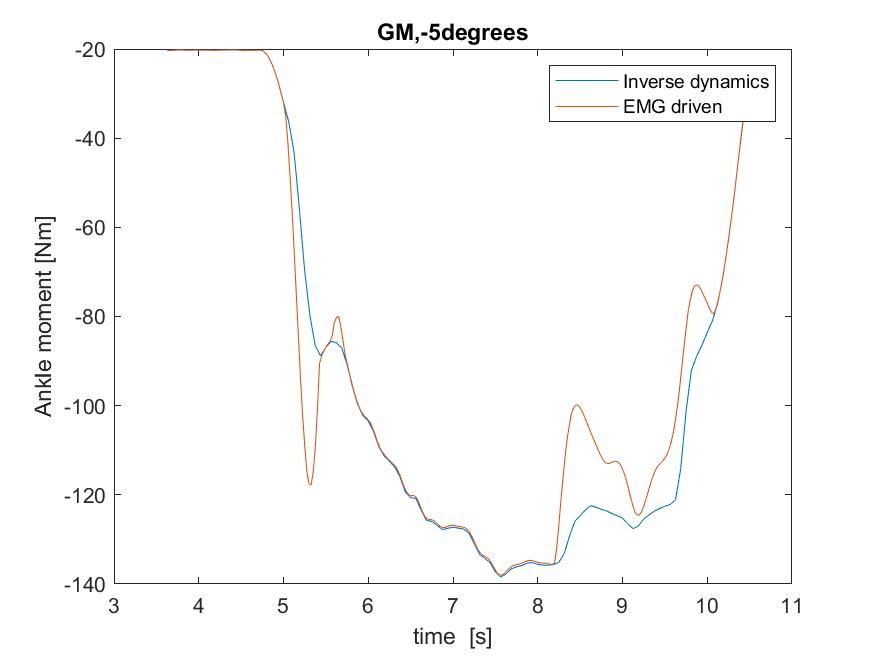 GM,-5degrees
Inverse dynamics
EMG driven
Ankle moment [Nm]
-20
-40
-60
-80
-100
-120
-140
3 4 5 6 7 8 9 10 11
time [s]